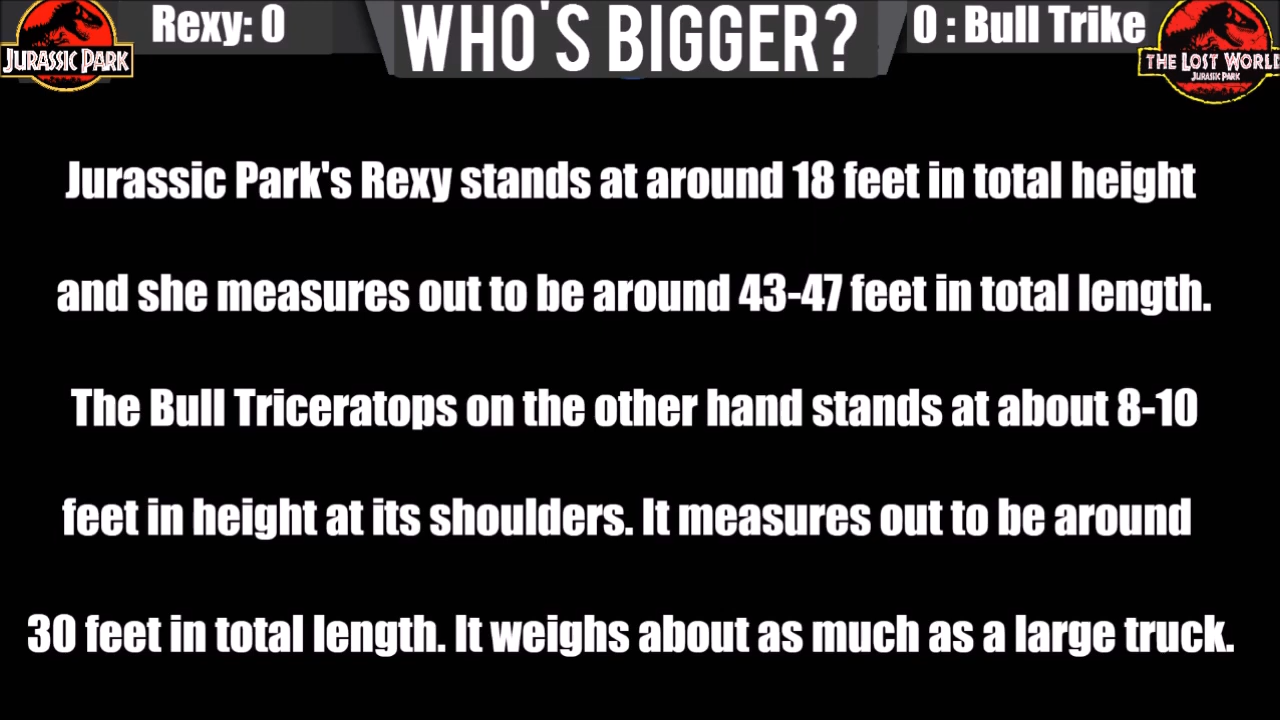 Rexy: 0
WHO'S BIGGER?
0 : Bull Trike
JURASSIC PARK
THE LOST WORLD
JURASSIC PARK
Jurassic Park's Rexy stands at around 18 feet in total height
and she measures out to be around 43-47 feet in total length.
The Bull Triceratops on the other hand stands at about 8-10
feet in height at its shoulders. It measures out to be around
30 feet in total length. It weighs about as much as a large truck.